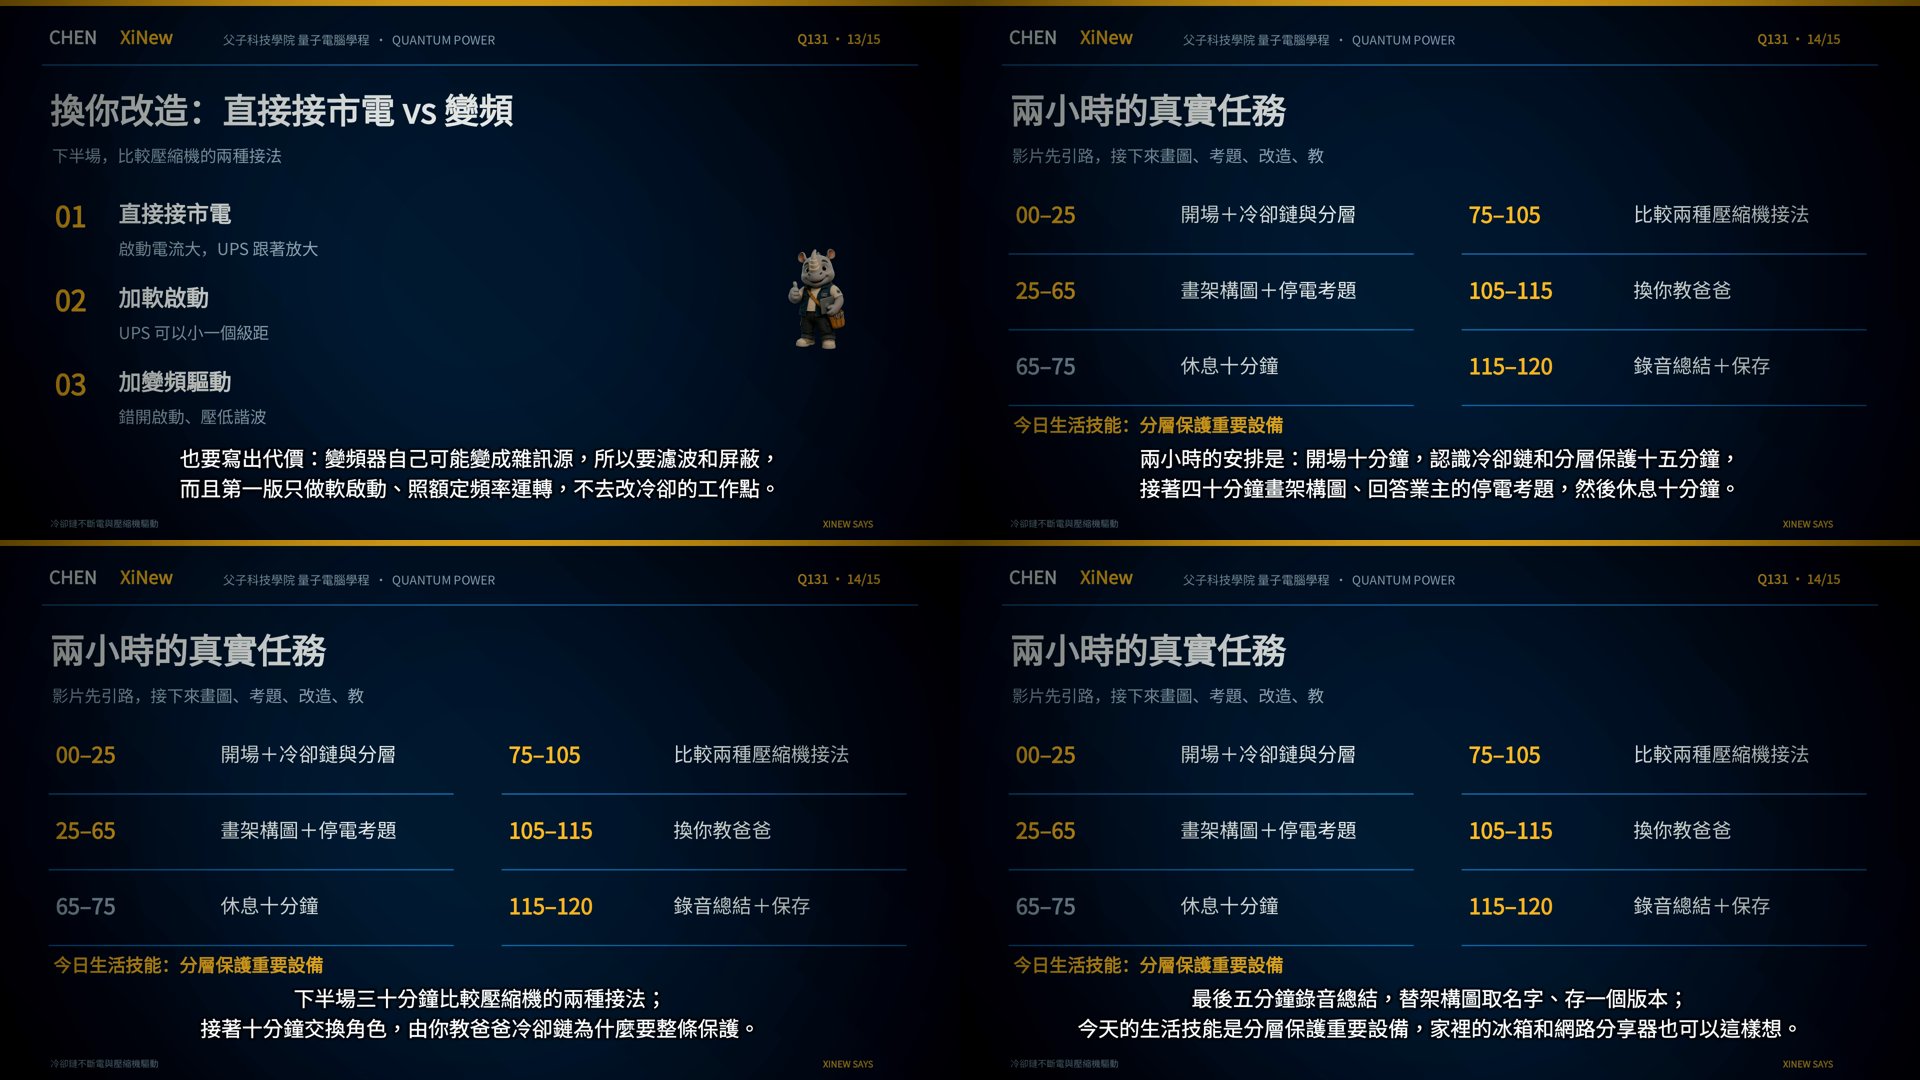 CHEN XiNew 父子科技學院 量子電腦學程 · QUANTUM POWER Q131 · 13/15
換你改造：直接接市電 vs 變頻
下半場，比較壓縮機的兩種接法
01 直接接市電
啟動電流大，UPS 跟著放大
02 加軟啟動
UPS 可以小一個級距
03 加變頻驅動
錯開啟動、壓低諧波
也要寫出代價：變頻器自己可能變成雜訊源，所以要濾波和屏蔽，
而且第一版只做軟啟動、照額定頻率運轉，不去改冷卻的工作點。
冷卻鏈不斷電與壓縮機驅動 XINEW SAYS
CHEN XiNew 父子科技學院 量子電腦學程 · QUANTUM POWER Q131 · 14/15
兩小時的真實任務
影片先引路，接下來畫圖、考題、改造、教
00–25 開場＋冷卻鏈與分層 75–105 比較兩種壓縮機接法
25–65 畫架構圖＋停電考題 105–115 換你教爸爸
65–75 休息十分鐘 115–120 錄音總結＋保存
今日生活技能：分層保護重要設備
兩小時的安排是：開場十分鐘，認識冷卻鏈和分層保護十五分鐘，
接著四十分鐘畫架構圖、回答業主的停電考題，然後休息十分鐘。
冷卻鏈不斷電與壓縮機驅動 XINEW SAYS
CHEN XiNew 父子科技學院 量子電腦學程 · QUANTUM POWER Q131 · 14/15
兩小時的真實任務
影片先引路，接下來畫圖、考題、改造、教
00–25 開場＋冷卻鏈與分層 75–105 比較兩種壓縮機接法
25–65 畫架構圖＋停電考題 105–115 換你教爸爸
65–75 休息十分鐘 115–120 錄音總結＋保存
今日生活技能：分層保護重要設備
下半場三十分鐘比較壓縮機的兩種接法；
接著十分鐘交換角色，由你教爸爸冷卻鏈為什麼要整條保護。
冷卻鏈不斷電與壓縮機驅動 XINEW SAYS
CHEN XiNew 父子科技學院 量子電腦學程 · QUANTUM POWER Q131 · 14/15
兩小時的真實任務
影片先引路，接下來畫圖、考題、改造、教
00–25 開場＋冷卻鏈與分層 75–105 比較兩種壓縮機接法
25–65 畫架構圖＋停電考題 105–115 換你教爸爸
65–75 休息十分鐘 115–120 錄音總結＋保存
今日生活技能：分層保護重要設備
最後五分鐘錄音總結，替架構圖取名字、存一個版本；
今天的生活技能是分層保護重要設備，家裡的冰箱和網路分享器也可以這樣想。
冷卻鏈不斷電與壓縮機驅動 XINEW SAYS